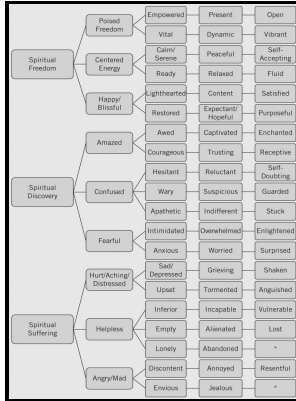 Empowered Present Open
Poised
Freedom
Vital Dynamic Vibrant
Spiritual
Freedom
Centered
Energy
Calm/
Serene
Peaceful
Self-
Accepting
Ready Relaxed Fluid
Happy/
Blissful
Lighthearted Content Satisfied
Restored
Expectant/
Hopeful
Purposeful
Amazed
Awed Captivated Enchanted
Courageous Trusting Receptive
Spiritual
Discovery
Confused
Hesitant Reluctant
Self-
Doubting
Wary Suspicious Guarded
Apathetic Indifferent Stuck
Fearful
Intimidated Overwhelmed Enlightened
Anxious Worried Surprised
Hurt/Aching/
Distressed
Sad/
Depressed
Grieving Shaken
Upset Tormented Anguished
Spiritual
Suffering
Helpless
Inferior Incapable Vulnerable
Empty Alienated Lost
Lonely Abandoned *
Angry/Mad
Discontent Annoyed Resentful
Envious Jealous *